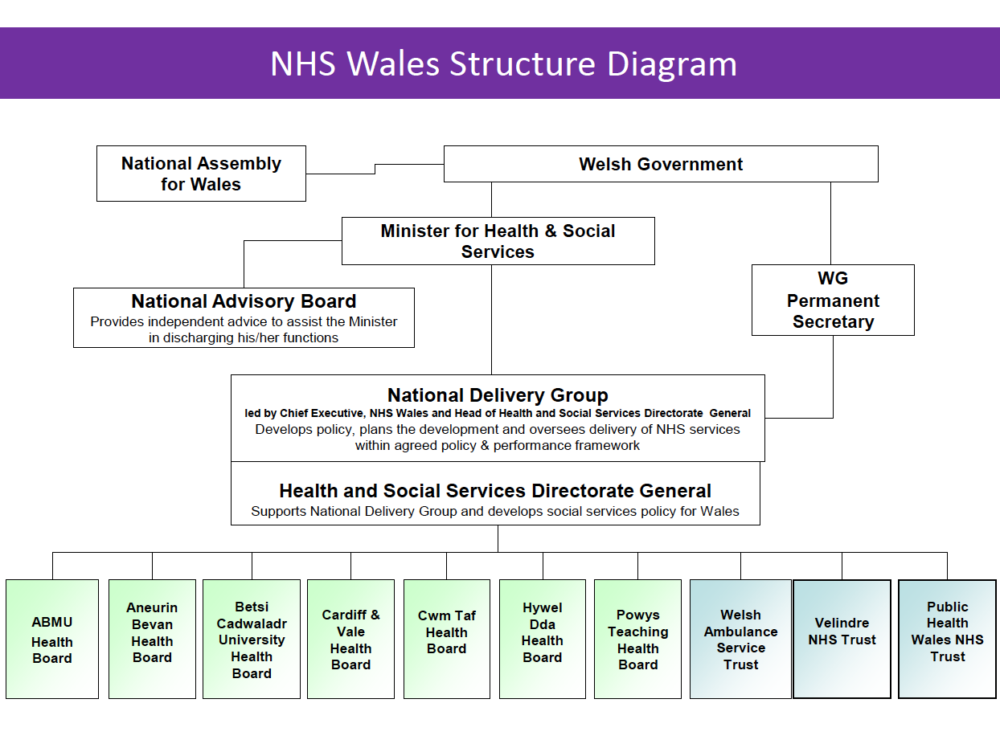 NHS Wales Structure Diagram
National Assembly
for Wales
Welsh Government
Minister for Health & Social
Services
National Advisory Board
Provides independent advice to assist the Minister
in discharging his/her functions
WG
Permanent
Secretary
National Delivery Group
led by Chief Executive, NHS Wales and Head of Health and Social Services Directorate General
Develops policy, plans the development and oversees delivery of NHS services
within agreed policy & performance framework
Health and Social Services Directorate General
Supports National Delivery Group and develops social services policy for Wales
ABMU
Health
Board
Aneurin
Bevan
Health
Board
Betsi
Cadwaladr
University
Health
Board
Cardiff &
Vale
Health
Board
Cwm Taf
Health
Board
Hywel
Dda
Health
Board
Powys
Teaching
Health
Board
Welsh
Ambulance
Service
Trust
Velindre
NHS Trust
Public
Health
Wales NHS
Trust